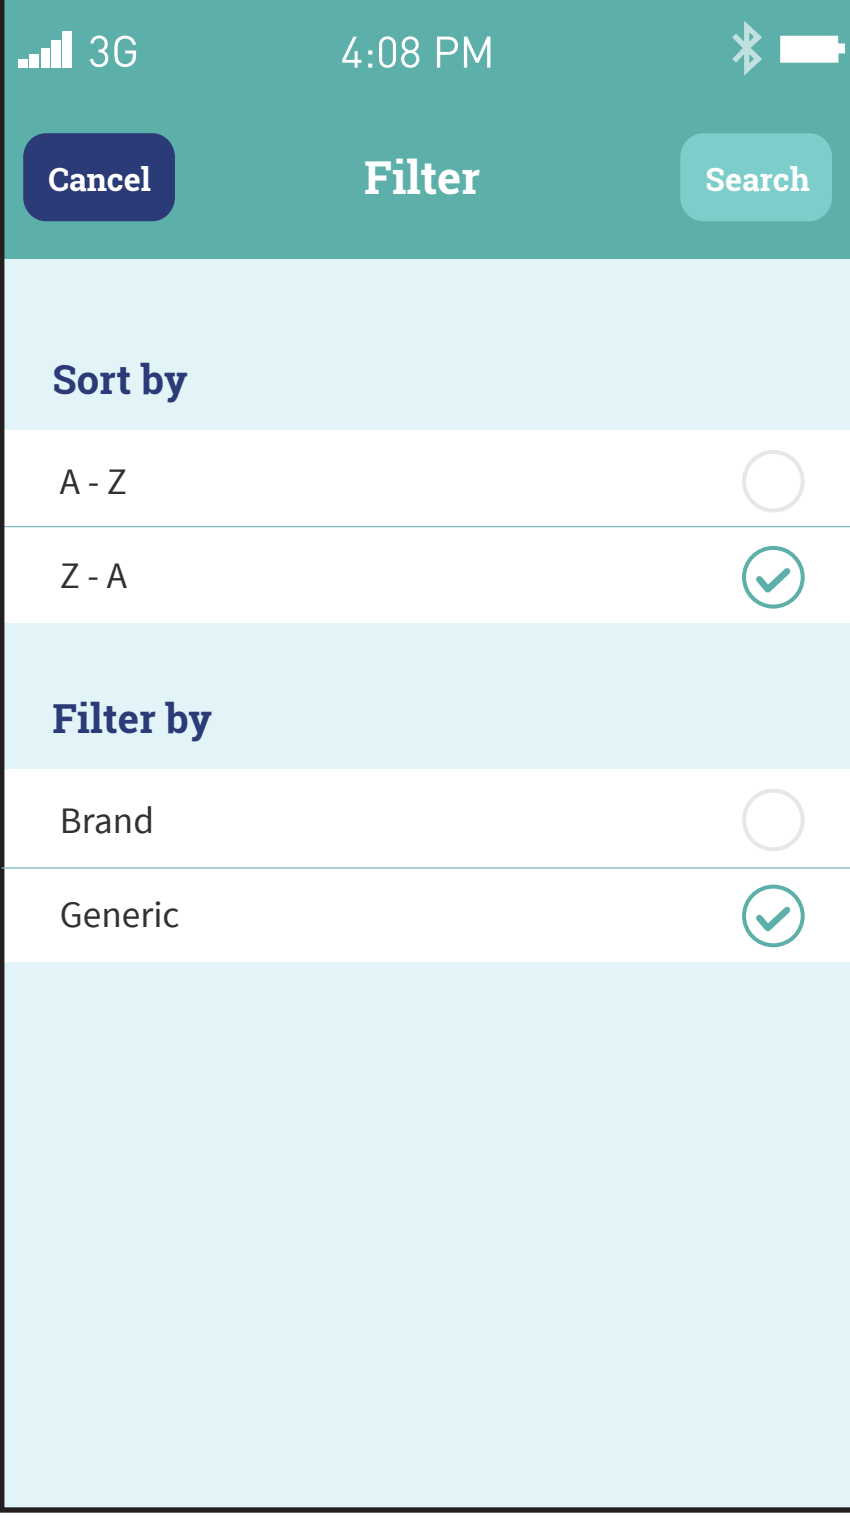 3G 4:08 PM
Cancel Filter Search
Sort by
A - Z
Z - A
Filter by
Brand
Generic